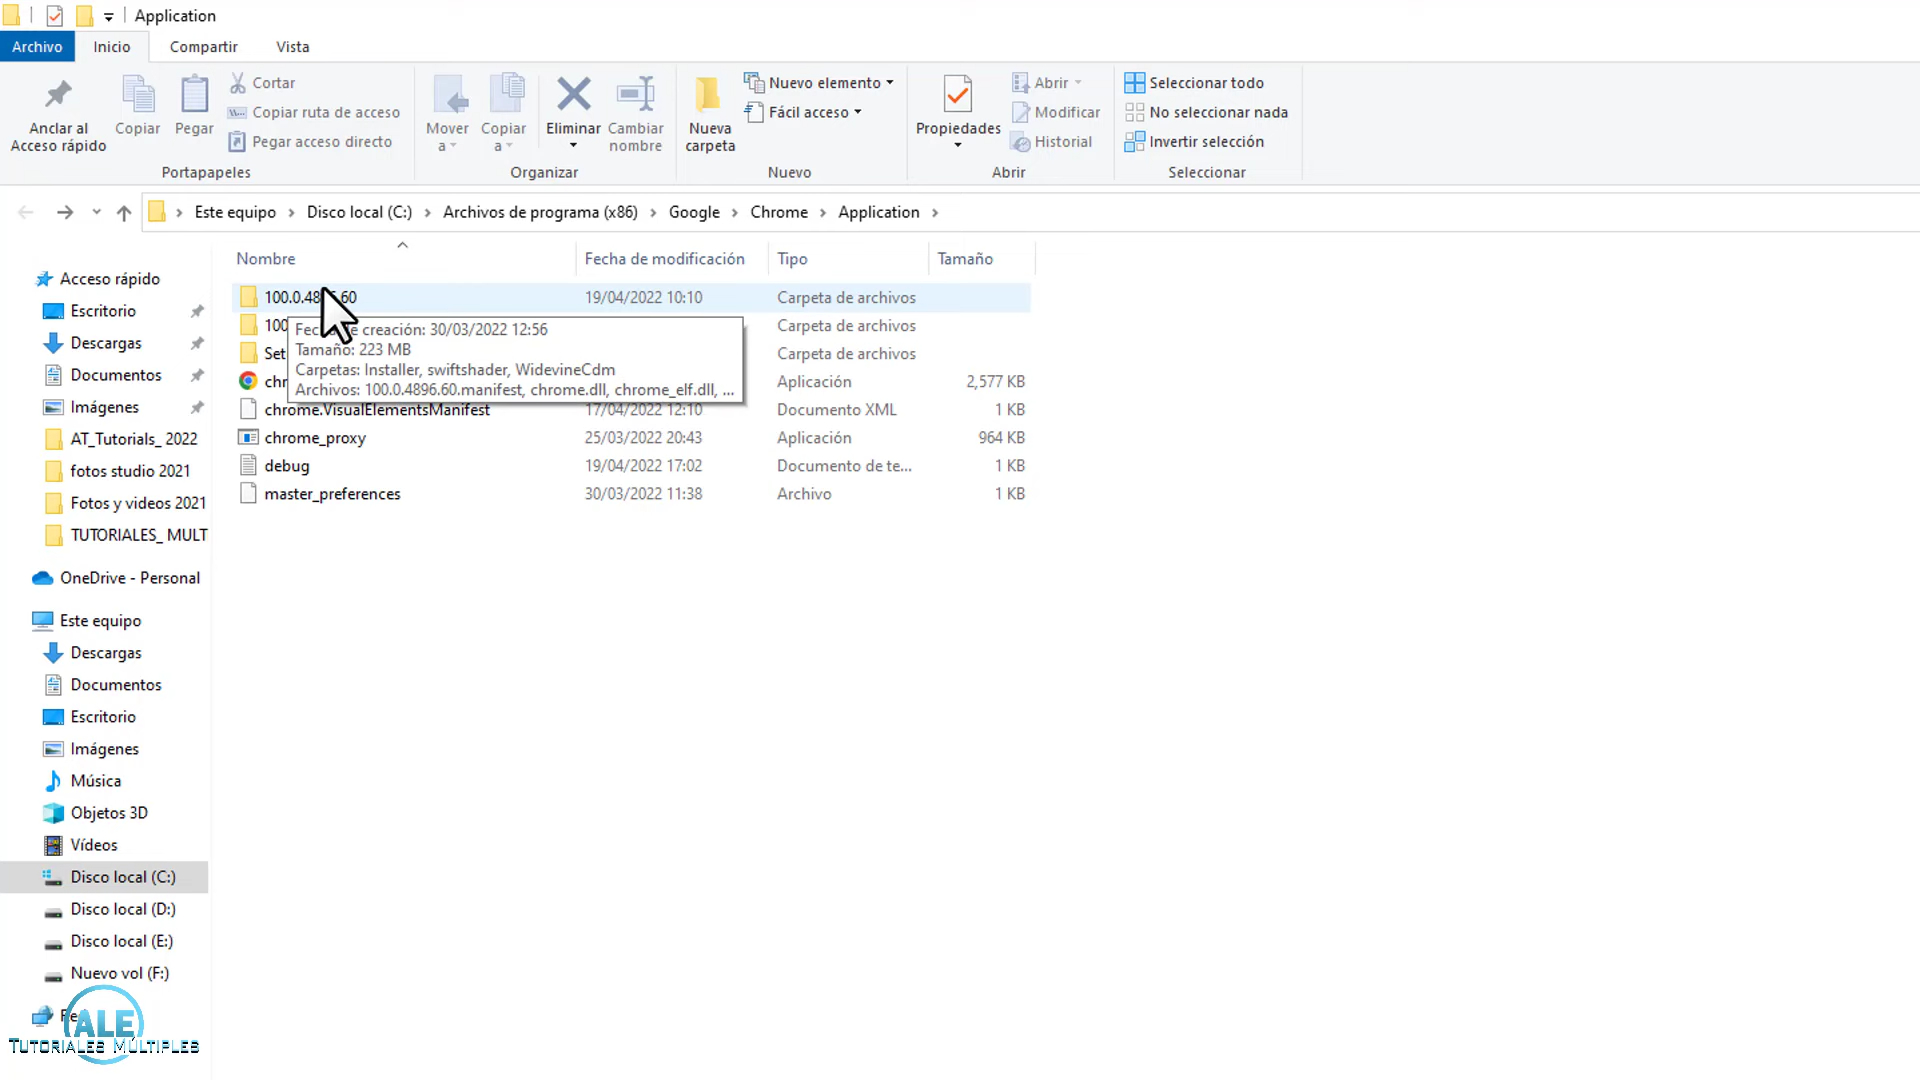 Application
Archivo Inicio Compartir Vista
Anclar al
Acceso rápido
Copiar
Pegar
Cortar
Copiar ruta de acceso
Pegar acceso directo
Portapapeles
Mover
a
Copiar
a
Eliminar
Cambiar
nombre
Organizar
Nueva
carpeta
Nuevo elemento
Fácil acceso
Nuevo
Propiedades
Abrir
Modificar
Historial
Abrir
Seleccionar todo
No seleccionar nada
Invertir selección
Seleccionar
Este equipo > Disco local (C:) > Archivos de programa (x86) > Google > Chrome > Application >
Nombre Fecha de modificación Tipo Tamaño
19/04/2022 10:10 Carpeta de archivos
100 Carpeta de archivos
Set Carpeta de archivos
chr Aplicación 2,577 KB
chrome.VisualElementsManifest 17/04/2022 12:10 Documento XML 1 KB
chrome_proxy 25/03/2022 20:43 Aplicación 964 KB
debug 19/04/2022 17:02 Documento de te... 1 KB
master_preferences 30/03/2022 11:38 Archivo 1 KB
creación: 30/03/2022 12:56
Tamaño: 223 MB
Carpetas: Installer, swiftshader, WidevineCdm
Archivos: 100.0.4896.60.manifest, chrome.dll, chrome_elf.dll, ...
Acceso rápido
Escritorio
Descargas
Documentos
Imágenes
AT_Tutorials_ 2022
fotos studio 2021
Fotos y videos 2021
TUTORIALES_ MULT
OneDrive - Personal
Este equipo
Descargas
Documentos
Escritorio
Imágenes
Música
Objetos 3D
Vídeos
Disco local (C:)
Disco local (D:)
Disco local (E:)
Nuevo vol (F:)
ALE
TUTORIALES MÚLTIPLES